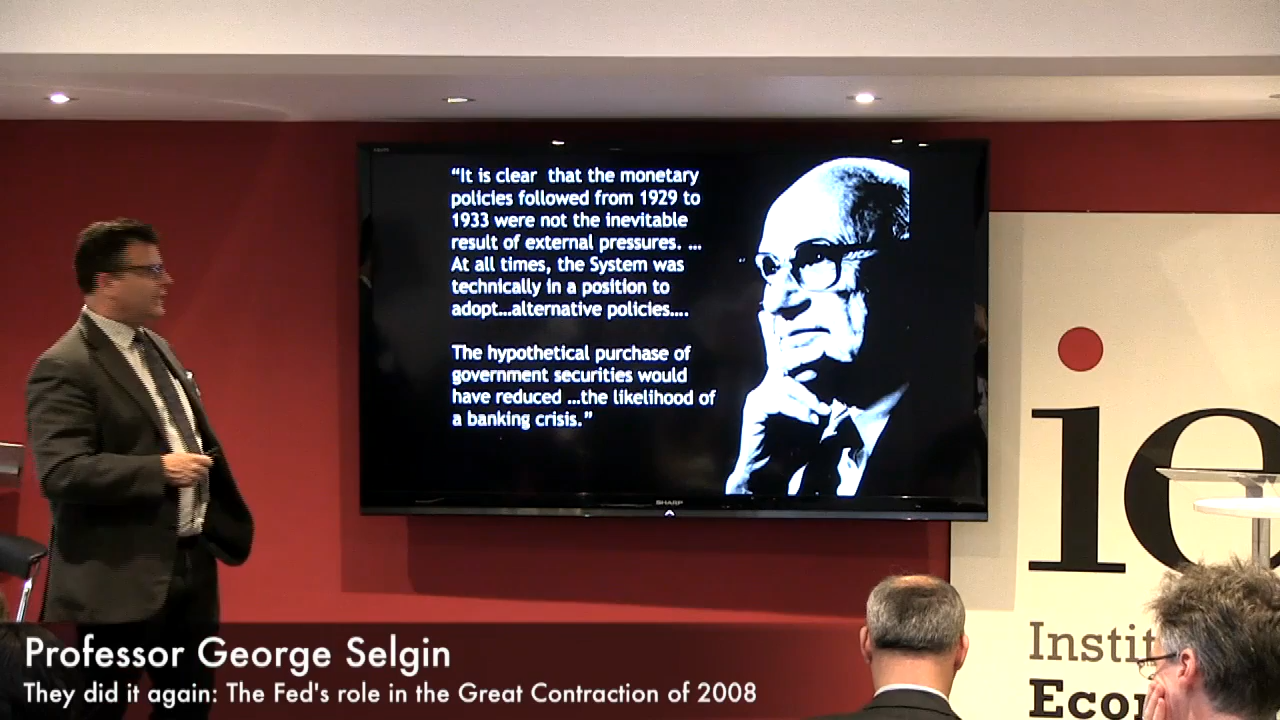 “It is clear  that the monetary
policies followed from 1929 to
1933 were not the inevitable
result of external pressures. ...
At all times, the System was
technically in a position to
adopt...alternative policies....
The hypothetical purchase of
government securities would
have reduced ...the likelihood of
a banking crisis.”
SHARP
ie
Instit
Econ
Professor George Selgin
They did it again: The Fed's role in the Great Contraction of 2008